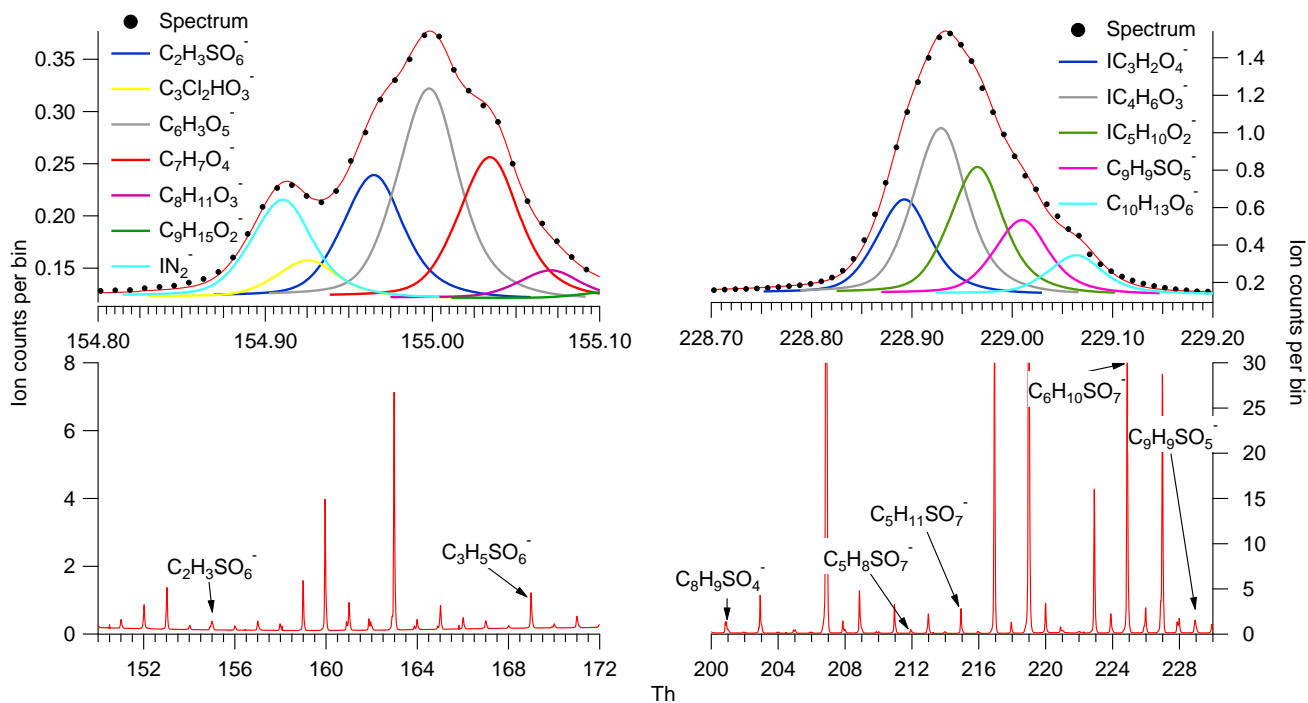 Spectrum
C₂H₃SO₆⁻
C₃Cl₂HO₃⁻
C₆H₃O₅⁻
C₇H₇O₄⁻
C₈H₁₁O₃⁻
C₉H₁₅O₂⁻
IN₂⁻
0.35
0.30
0.25
0.20
0.15
154.80
154.90
155.00
155.10
Spectrum
IC₃H₂O₄⁻
IC₄H₆O₃⁻
IC₅H₁₀O₂⁻
C₉H₉SO₅⁻
C₁₀H₁₃O₆⁻
1.4
1.2
1.0
0.8
0.6
0.4
0.2
228.70
228.80
228.90
229.00
229.10
229.20
Ion counts per bin
Ion counts per bin
8
6
4
2
0
C₂H₃SO₆⁻
C₃H₅SO₆⁻
152
156
160
164
168
172
C₆H₁₀SO₇⁻
C₉H₉SO₅⁻
C₅H₁₁SO₇⁻
C₅H₈SO₇⁻
C₈H₉SO₄⁻
30
25
20
15
10
5
0
200
204
208
212
216
220
224
228
Th